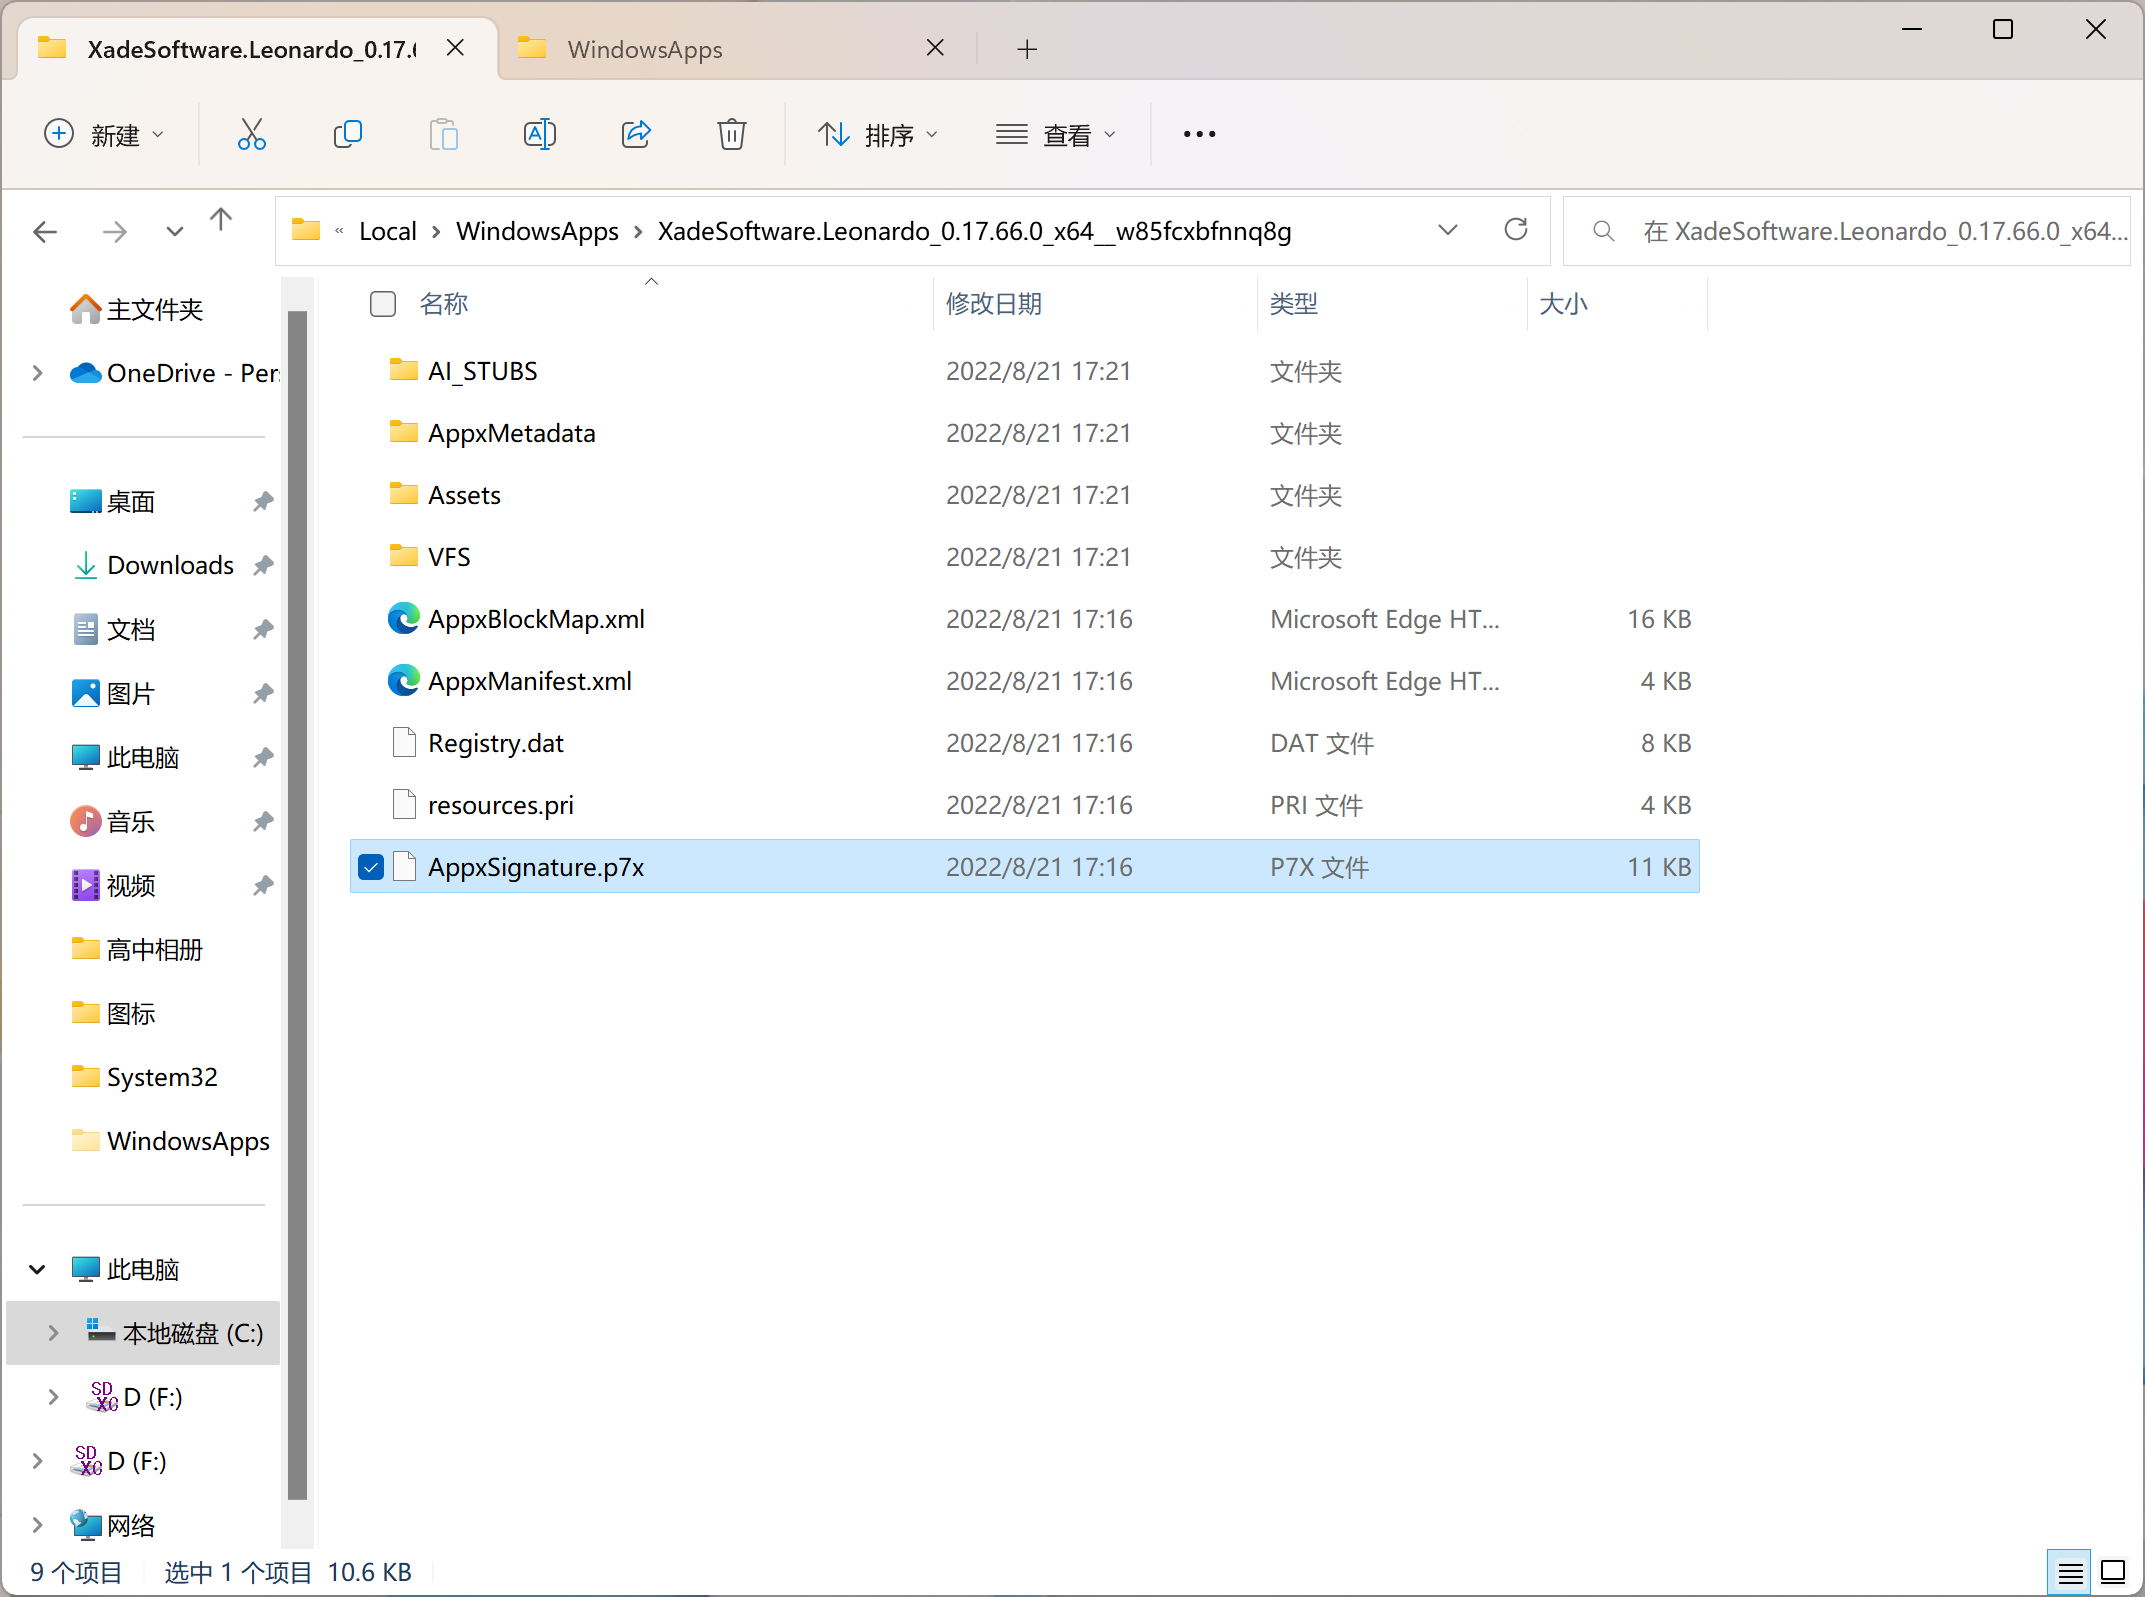 XadeSoftware.Leonardo_0.17.6
WindowsApps
新建
排序
查看
Local
WindowsApps
XadeSoftware.Leonardo_0.17.66.0_x64__w85fcxbfnnq8g
在 XadeSoftware.Leonardo_0.17.66.0_x64...
主文件夹
OneDrive - Per
桌面
Downloads
文档
图片
此电脑
音乐
视频
高中相册
图标
System32
WindowsApps
此电脑
本地磁盘 (C:)
SD XC D (F:)
SD XC D (F:)
网络
名称 修改日期 类型 大小
AI_STUBS 2022/8/21 17:21 文件夹
AppxMetadata 2022/8/21 17:21 文件夹
Assets 2022/8/21 17:21 文件夹
VFS 2022/8/21 17:21 文件夹
AppxBlockMap.xml 2022/8/21 17:16 Microsoft Edge HT... 16 KB
AppxManifest.xml 2022/8/21 17:16 Microsoft Edge HT... 4 KB
Registry.dat 2022/8/21 17:16 DAT 文件 8 KB
resources.pri 2022/8/21 17:16 PRI 文件 4 KB
AppxSignature.p7x 2022/8/21 17:16 P7X 文件 11 KB
9 个项目 选中 1 个项目 10.6 KB